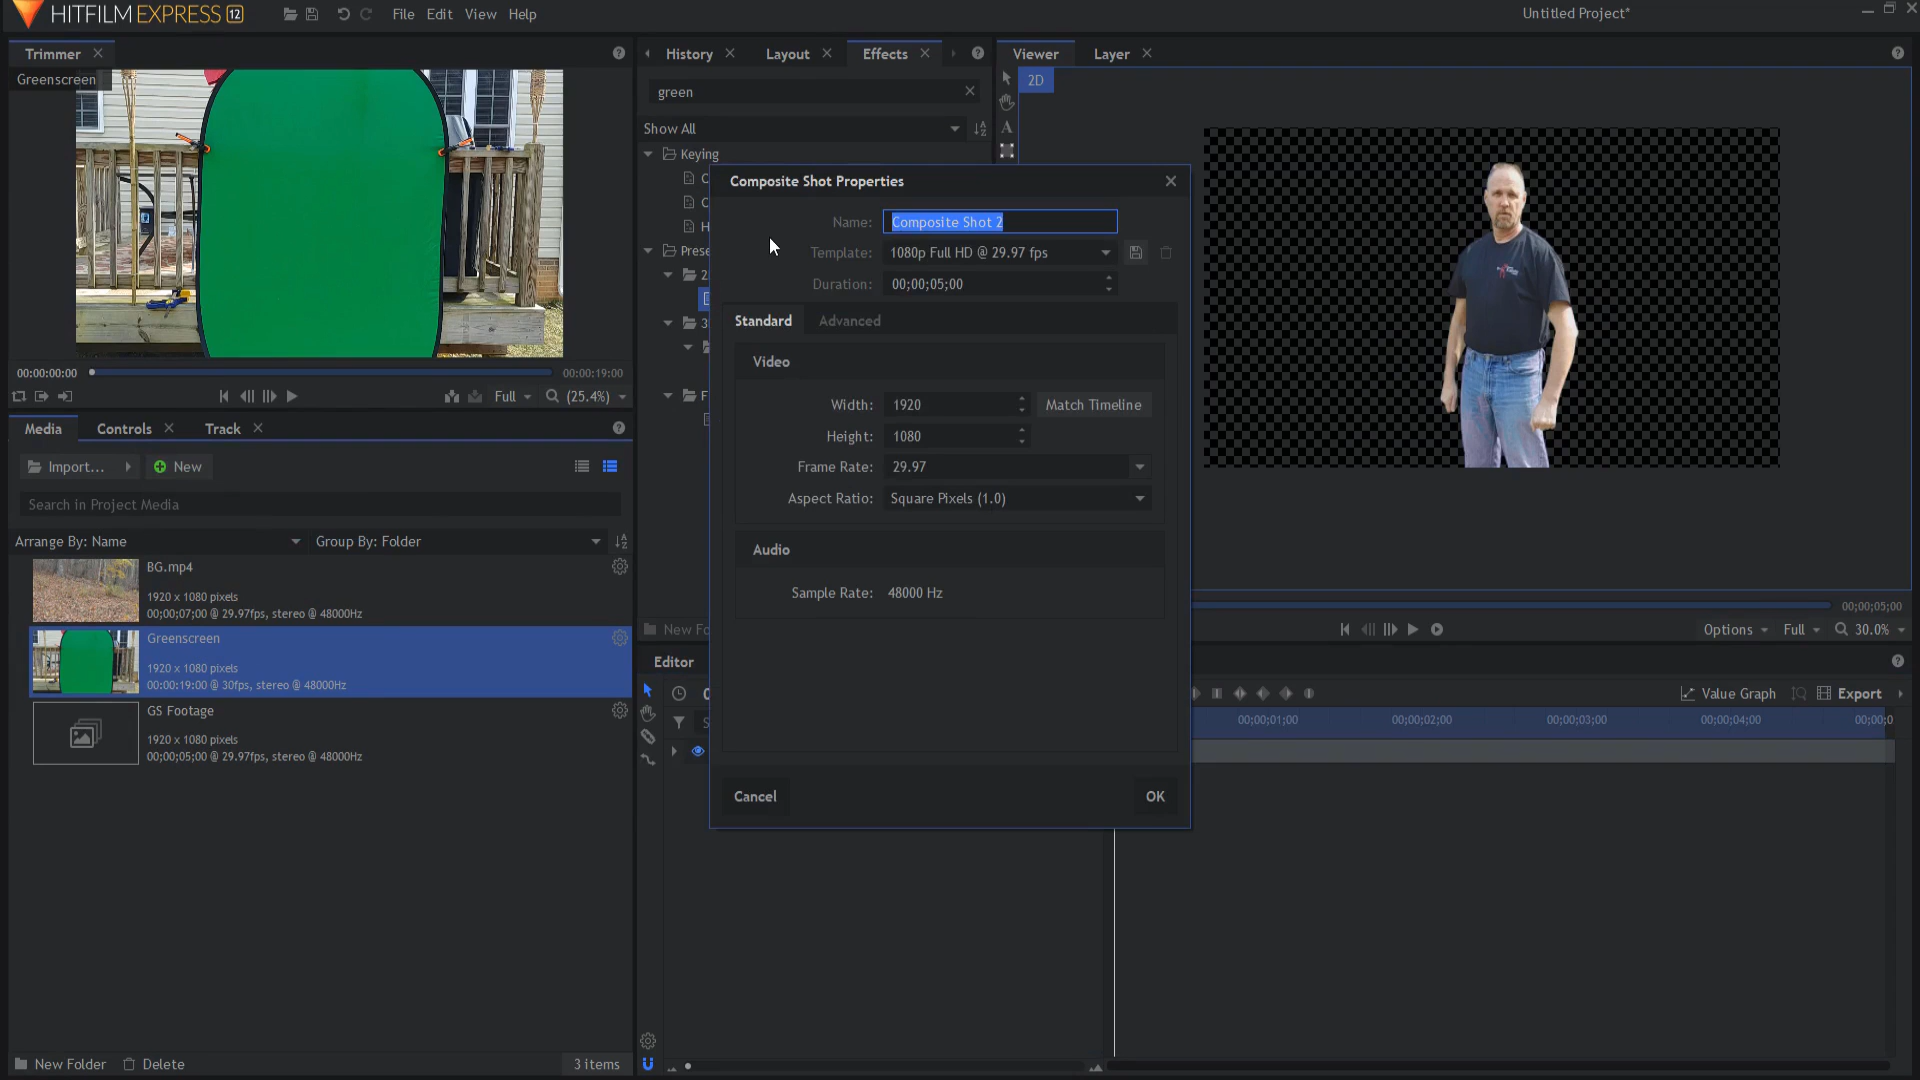 HITFILM EXPRESS 12
File Edit View Help
Untitled Project*
Trimmer
Greenscreen
00:00:00:00
00:00:19:00
Full
(25.4%)
History
Layout
Effects
green
Show All
Keying
C
C
H
Prese
2
3
F
New Fo
Viewer
Layer
2D
A
Composite Shot Properties
Name: Composite Shot 2
Template: 1080p Full HD @ 29.97 fps
Duration: 00;00;05;00
Standard Advanced
Video
Width: 1920 Match Timeline
Height: 1080
Frame Rate: 29.97
Aspect Ratio: Square Pixels (1.0)
Audio
Sample Rate: 48000 Hz
Cancel OK
00;00;05;00
Options Full 30.0%
Media Controls Track
Import... New
Search in Project Media
Arrange By: Name Group By: Folder
BG.mp4
1920 x 1080 pixels
00;00;07;00 @ 29.97fps, stereo @ 48000Hz
Greenscreen
1920 x 1080 pixels
00:00:19:00 @ 30fps, stereo @ 48000Hz
GS Footage
1920 x 1080 pixels
00;00;05;00 @ 29.97fps, stereo @ 48000Hz
New Folder Delete 3 items
Editor
Value Graph Export
00;00;01;00 00;00;02;00 00;00;03;00 00;00;04;00 00;00;0